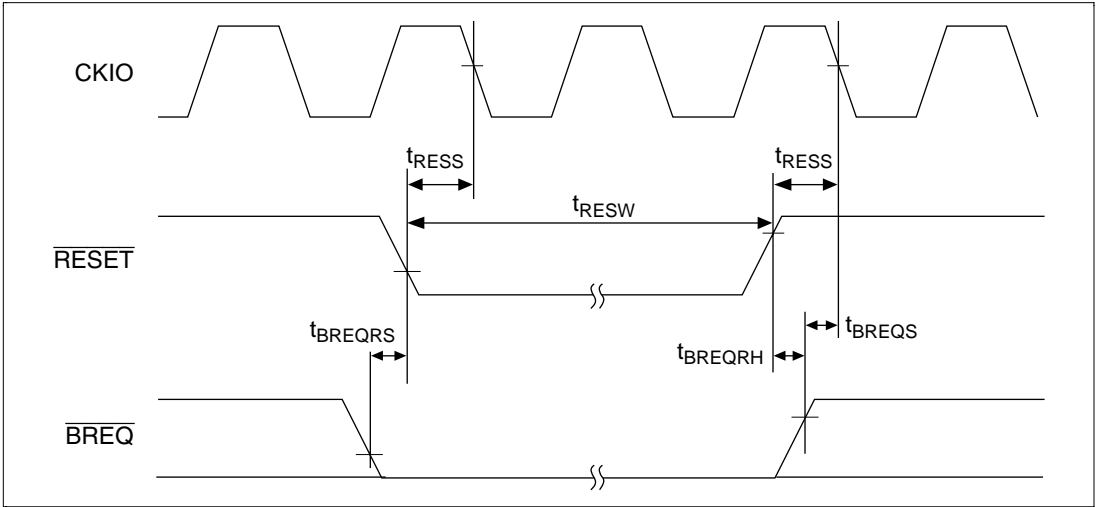 CKIO
tRESS tRESS
tRESW
RESET
tBREQRS tBREQS
tBREQRH
BREQ